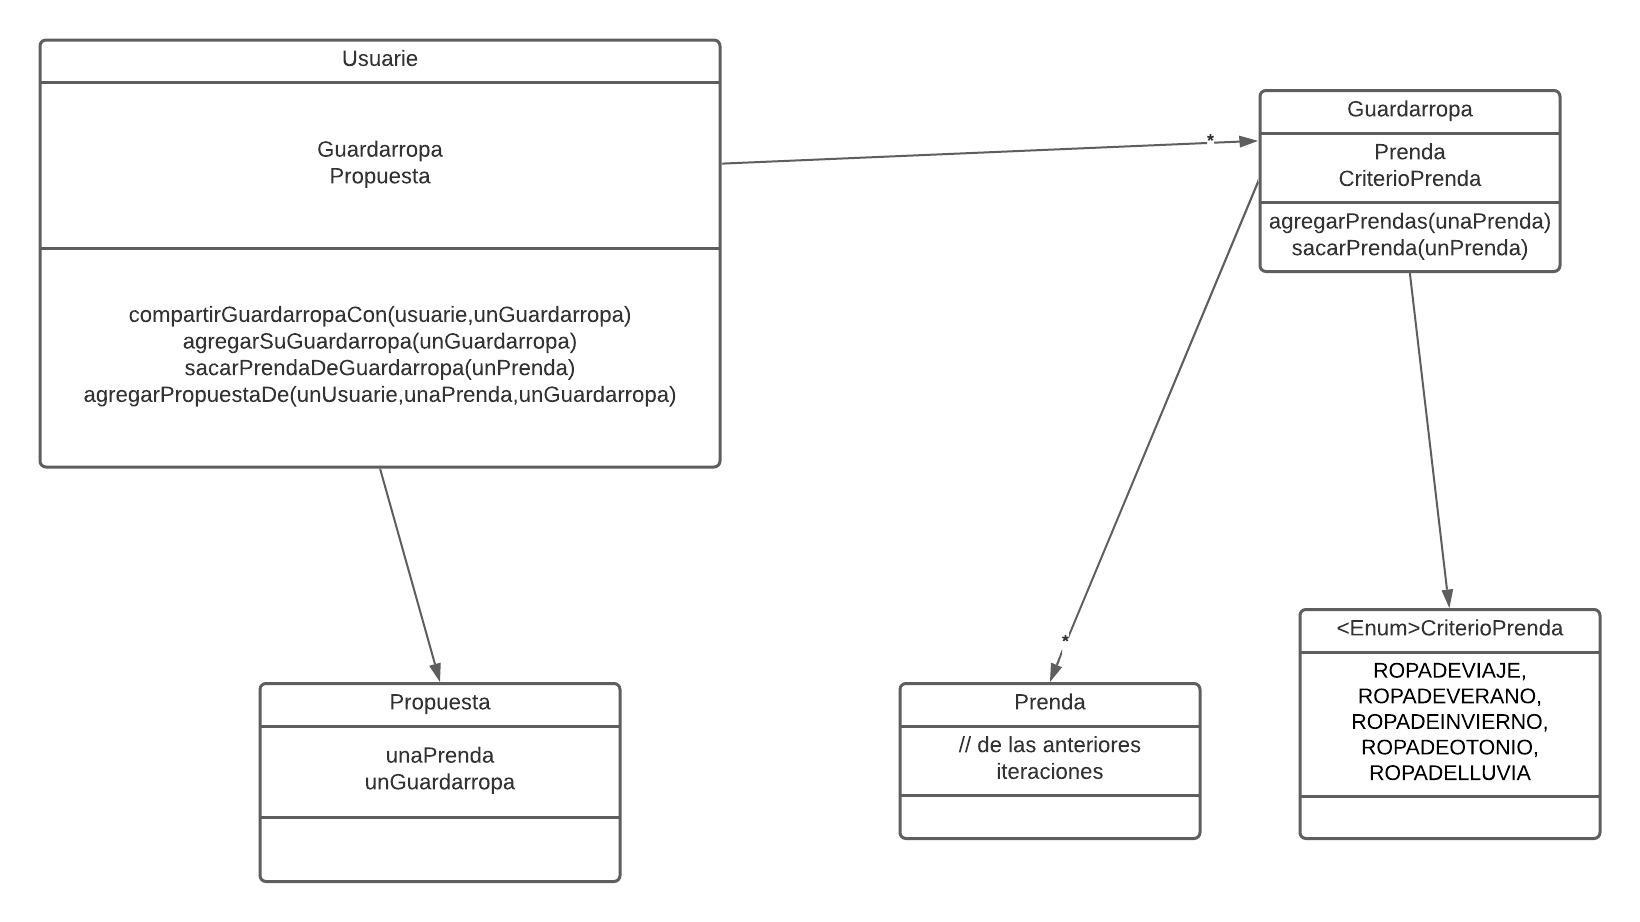 Usuarie
Guardarropa
Propuesta
compartirGuardarropaCon(usuarie,unGuardarropa)
agregarSuGuardarropa(unGuardarropa)
sacarPrendaDeGuardarropa(unPrenda)
agregarPropuestaDe(unUsuarie,unaPrenda,unGuardarropa)
*
Guardarropa
Prenda
CriterioPrenda
agregarPrendas(unaPrenda)
sacarPrenda(unPrenda)
*
Propuesta
unaPrenda
unGuardarropa
Prenda
// de las anteriores
iteraciones
<Enum>CriterioPrenda
ROPADEVIAJE,
ROPADEVERANO,
ROPADEINVIERNO,
ROPADEOTONIO,
ROPADELLUVIA